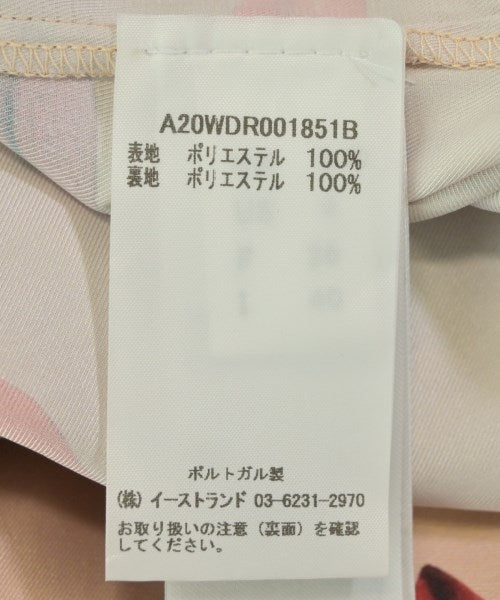 A20WDR001851B
表地 ポリエステル 100%
裏地 ポリエステル 100%
ポルトガル製
(株) イーストランド 03-6231-2970
お取り扱いの注意 (裏面) を確認
してください。